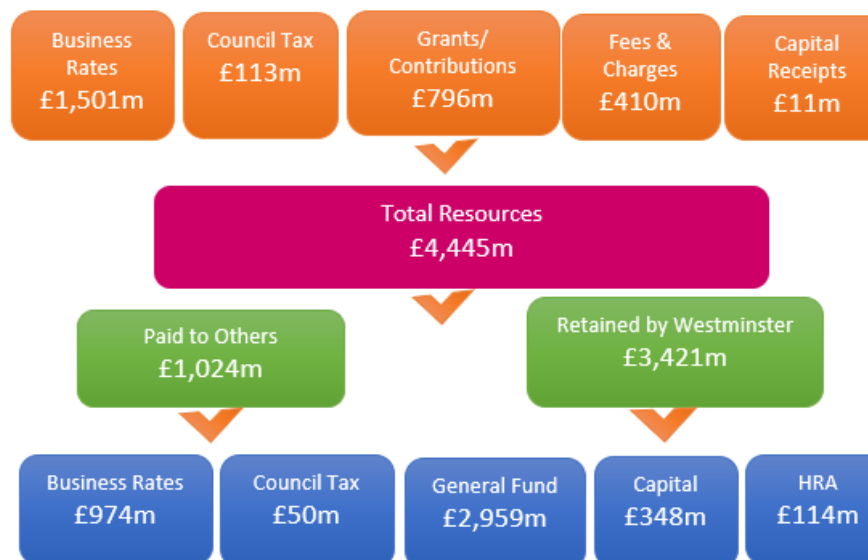 Business
Rates
£1,501m
Council Tax
£113m
Grants/
Contributions
£796m
Fees &
Charges
£410m
Capital
Receipts
£11m
Total Resources
£4,445m
Paid to Others
£1,024m
Retained by Westminster
£3,421m
Business Rates
£974m
Council Tax
£50m
General Fund
£2,959m
Capital
£348m
HRA
£114m